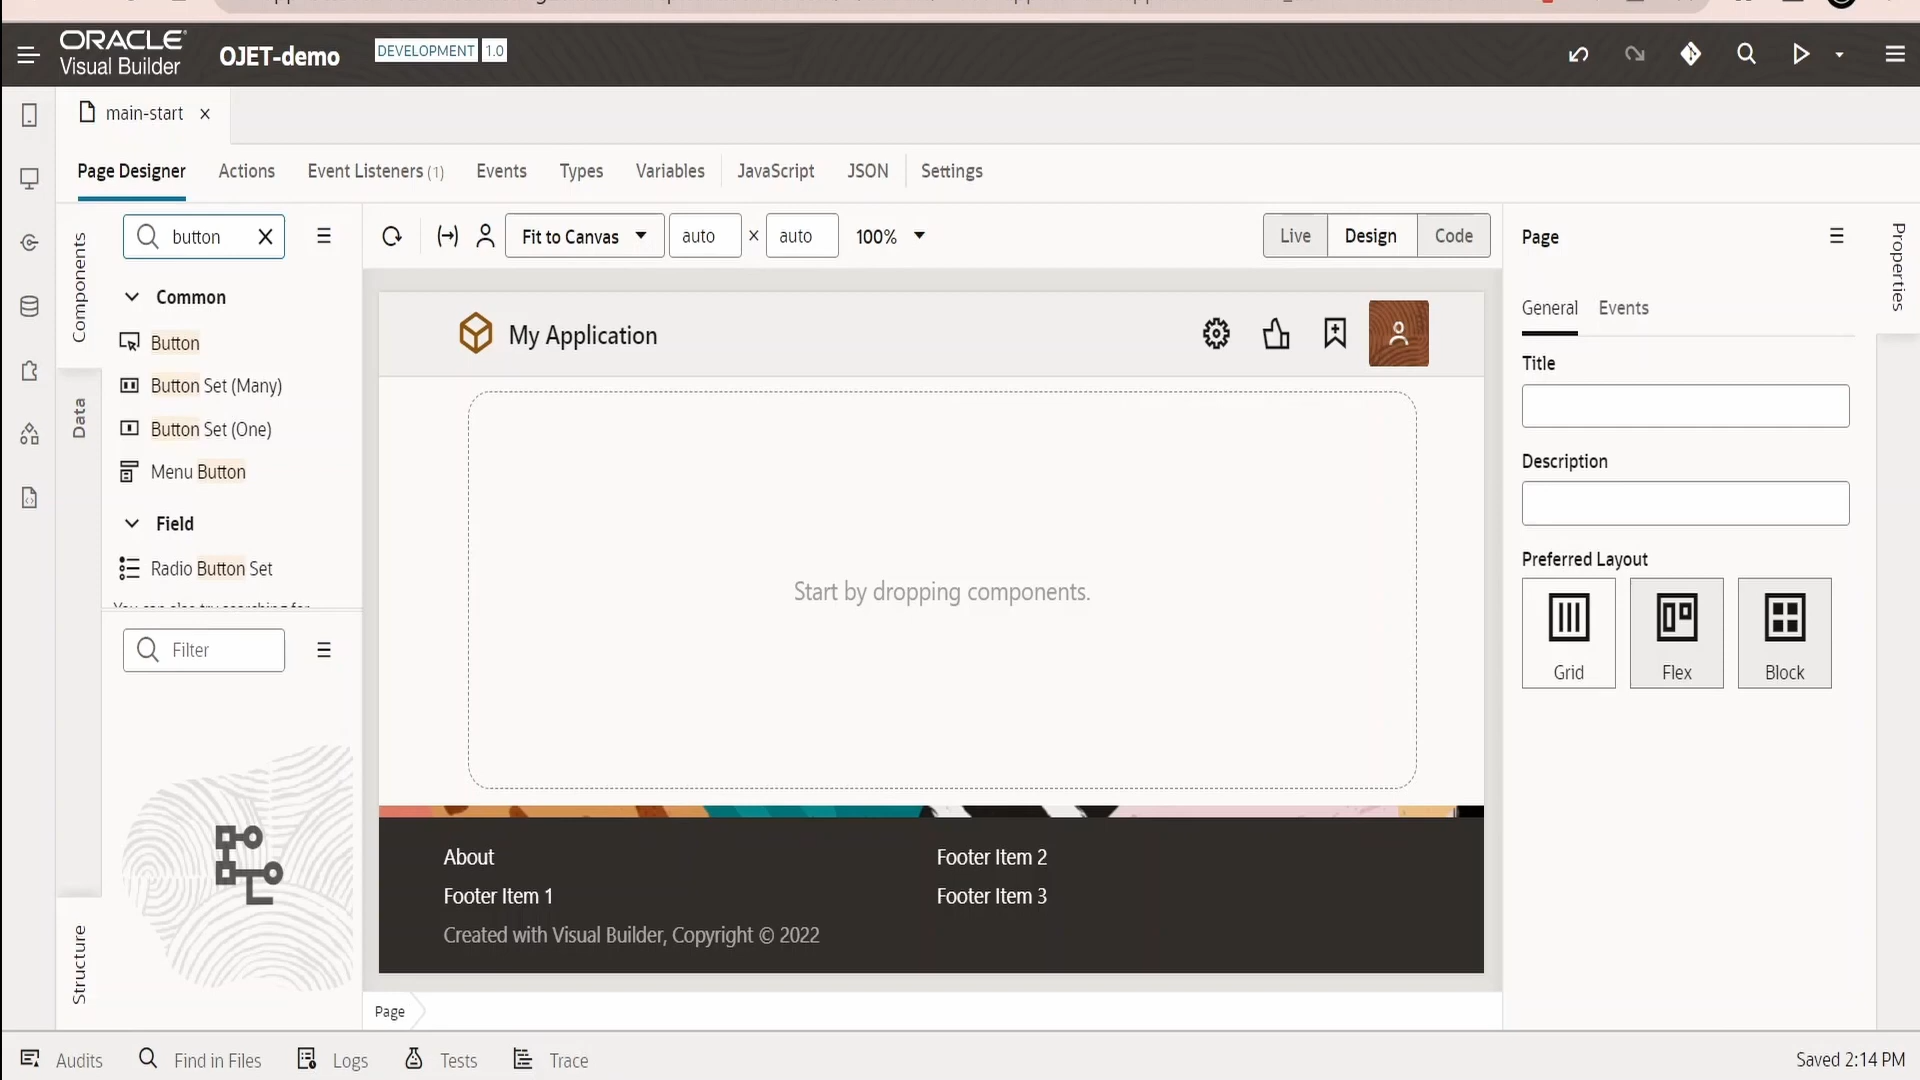 ORACLE
Visual Builder
OJET-demo
DEVELOPMENT 1.0
main-start
Page Designer
Actions
Event Listeners (1)
Events
Types
Variables
JavaScript
JSON
Settings
Components
Data
Structure
button
Common
Button
Button Set (Many)
Button Set (One)
Menu Button
Field
Radio Button Set
Filter
Fit to Canvas
auto × auto
100%
Live
Design
Code
My Application
Start by dropping components.
About
Footer Item 2
Footer Item 1
Footer Item 3
Created with Visual Builder, Copyright © 2022
Page
Page
General
Events
Title
Description
Preferred Layout
Grid
Flex
Block
Properties
Audits
Find in Files
Logs
Tests
Trace
Saved 2:14 PM